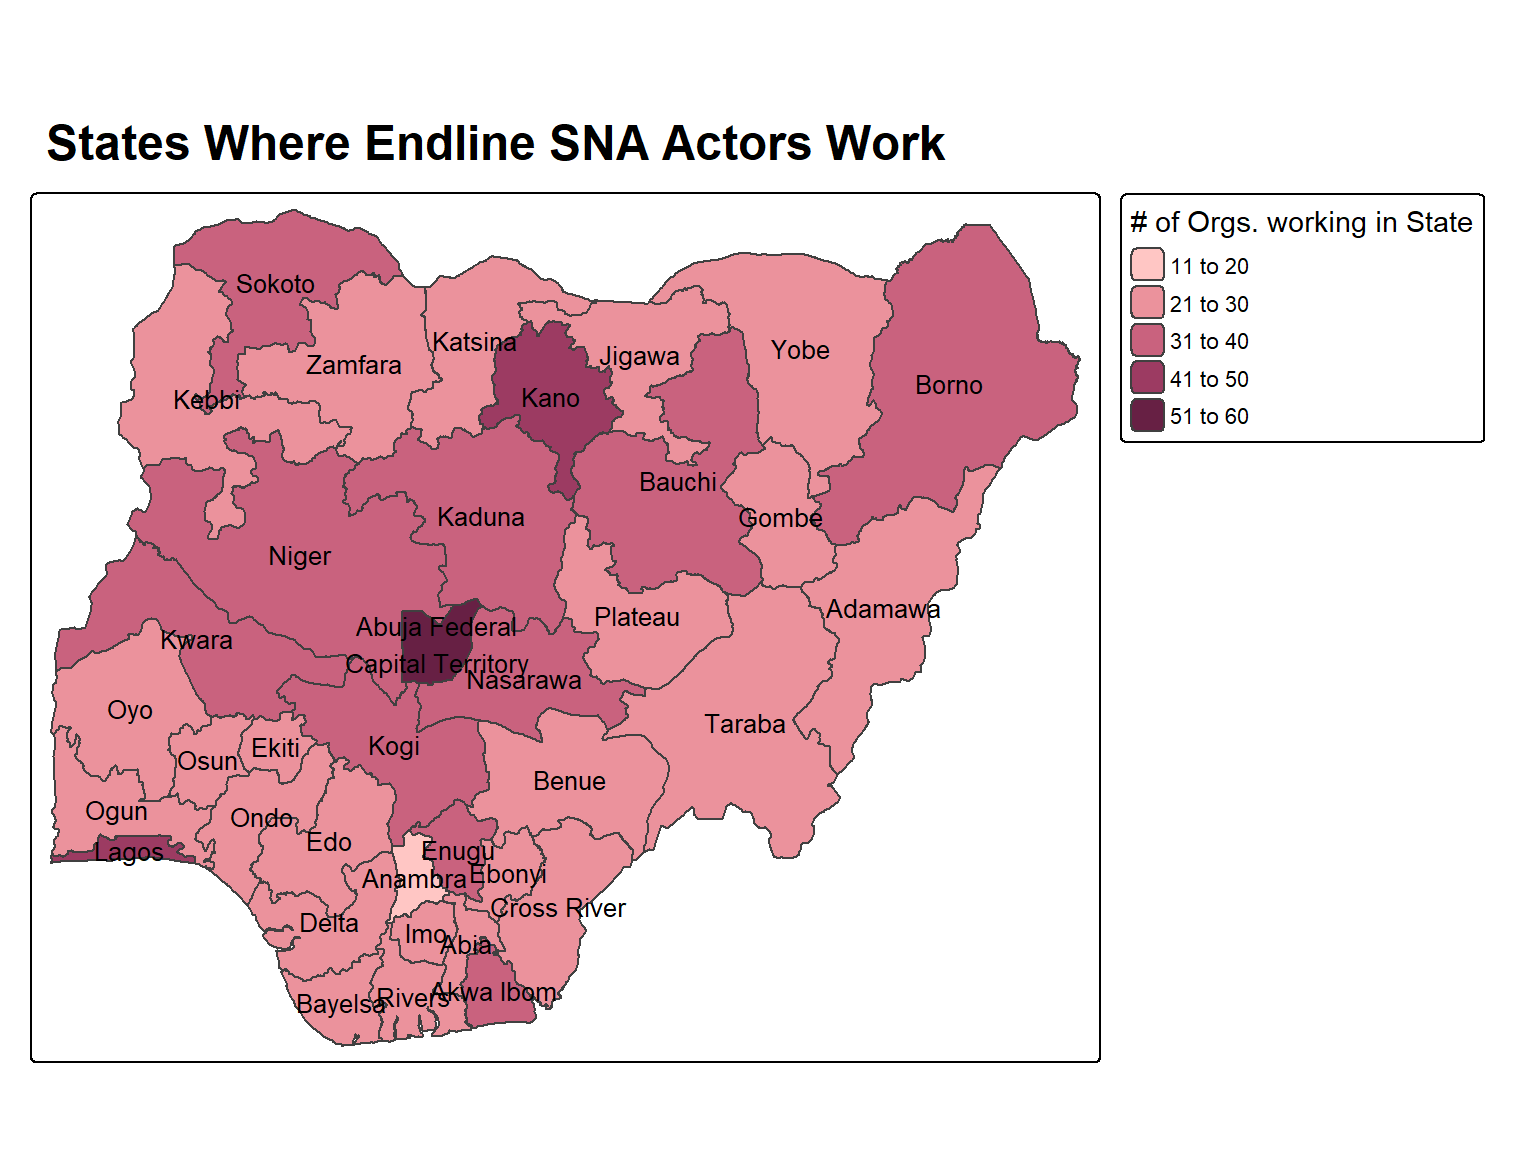 States Where Endline SNA Actors Work
# of Orgs. working in State
11 to 20
21 to 30
31 to 40
41 to 50
51 to 60
Sokoto
Katsina
Yobe
Jigawa
Zamfara
Borno
Kano
Kebbi
Bauchi
Kaduna
Gombe
Niger
Adamawa
Plateau
Abuja Federal
Capital Territory
Kwara
Nasarawa
Oyo
Taraba
Kogi
Ekiti
Osun
Benue
Ogun
Ondo
Edo
Lagos
Enugu
Ebonyi
Anambra
Cross River
Delta
Imo
Abia
Akwa Ibom
Rivers
Bayelsa